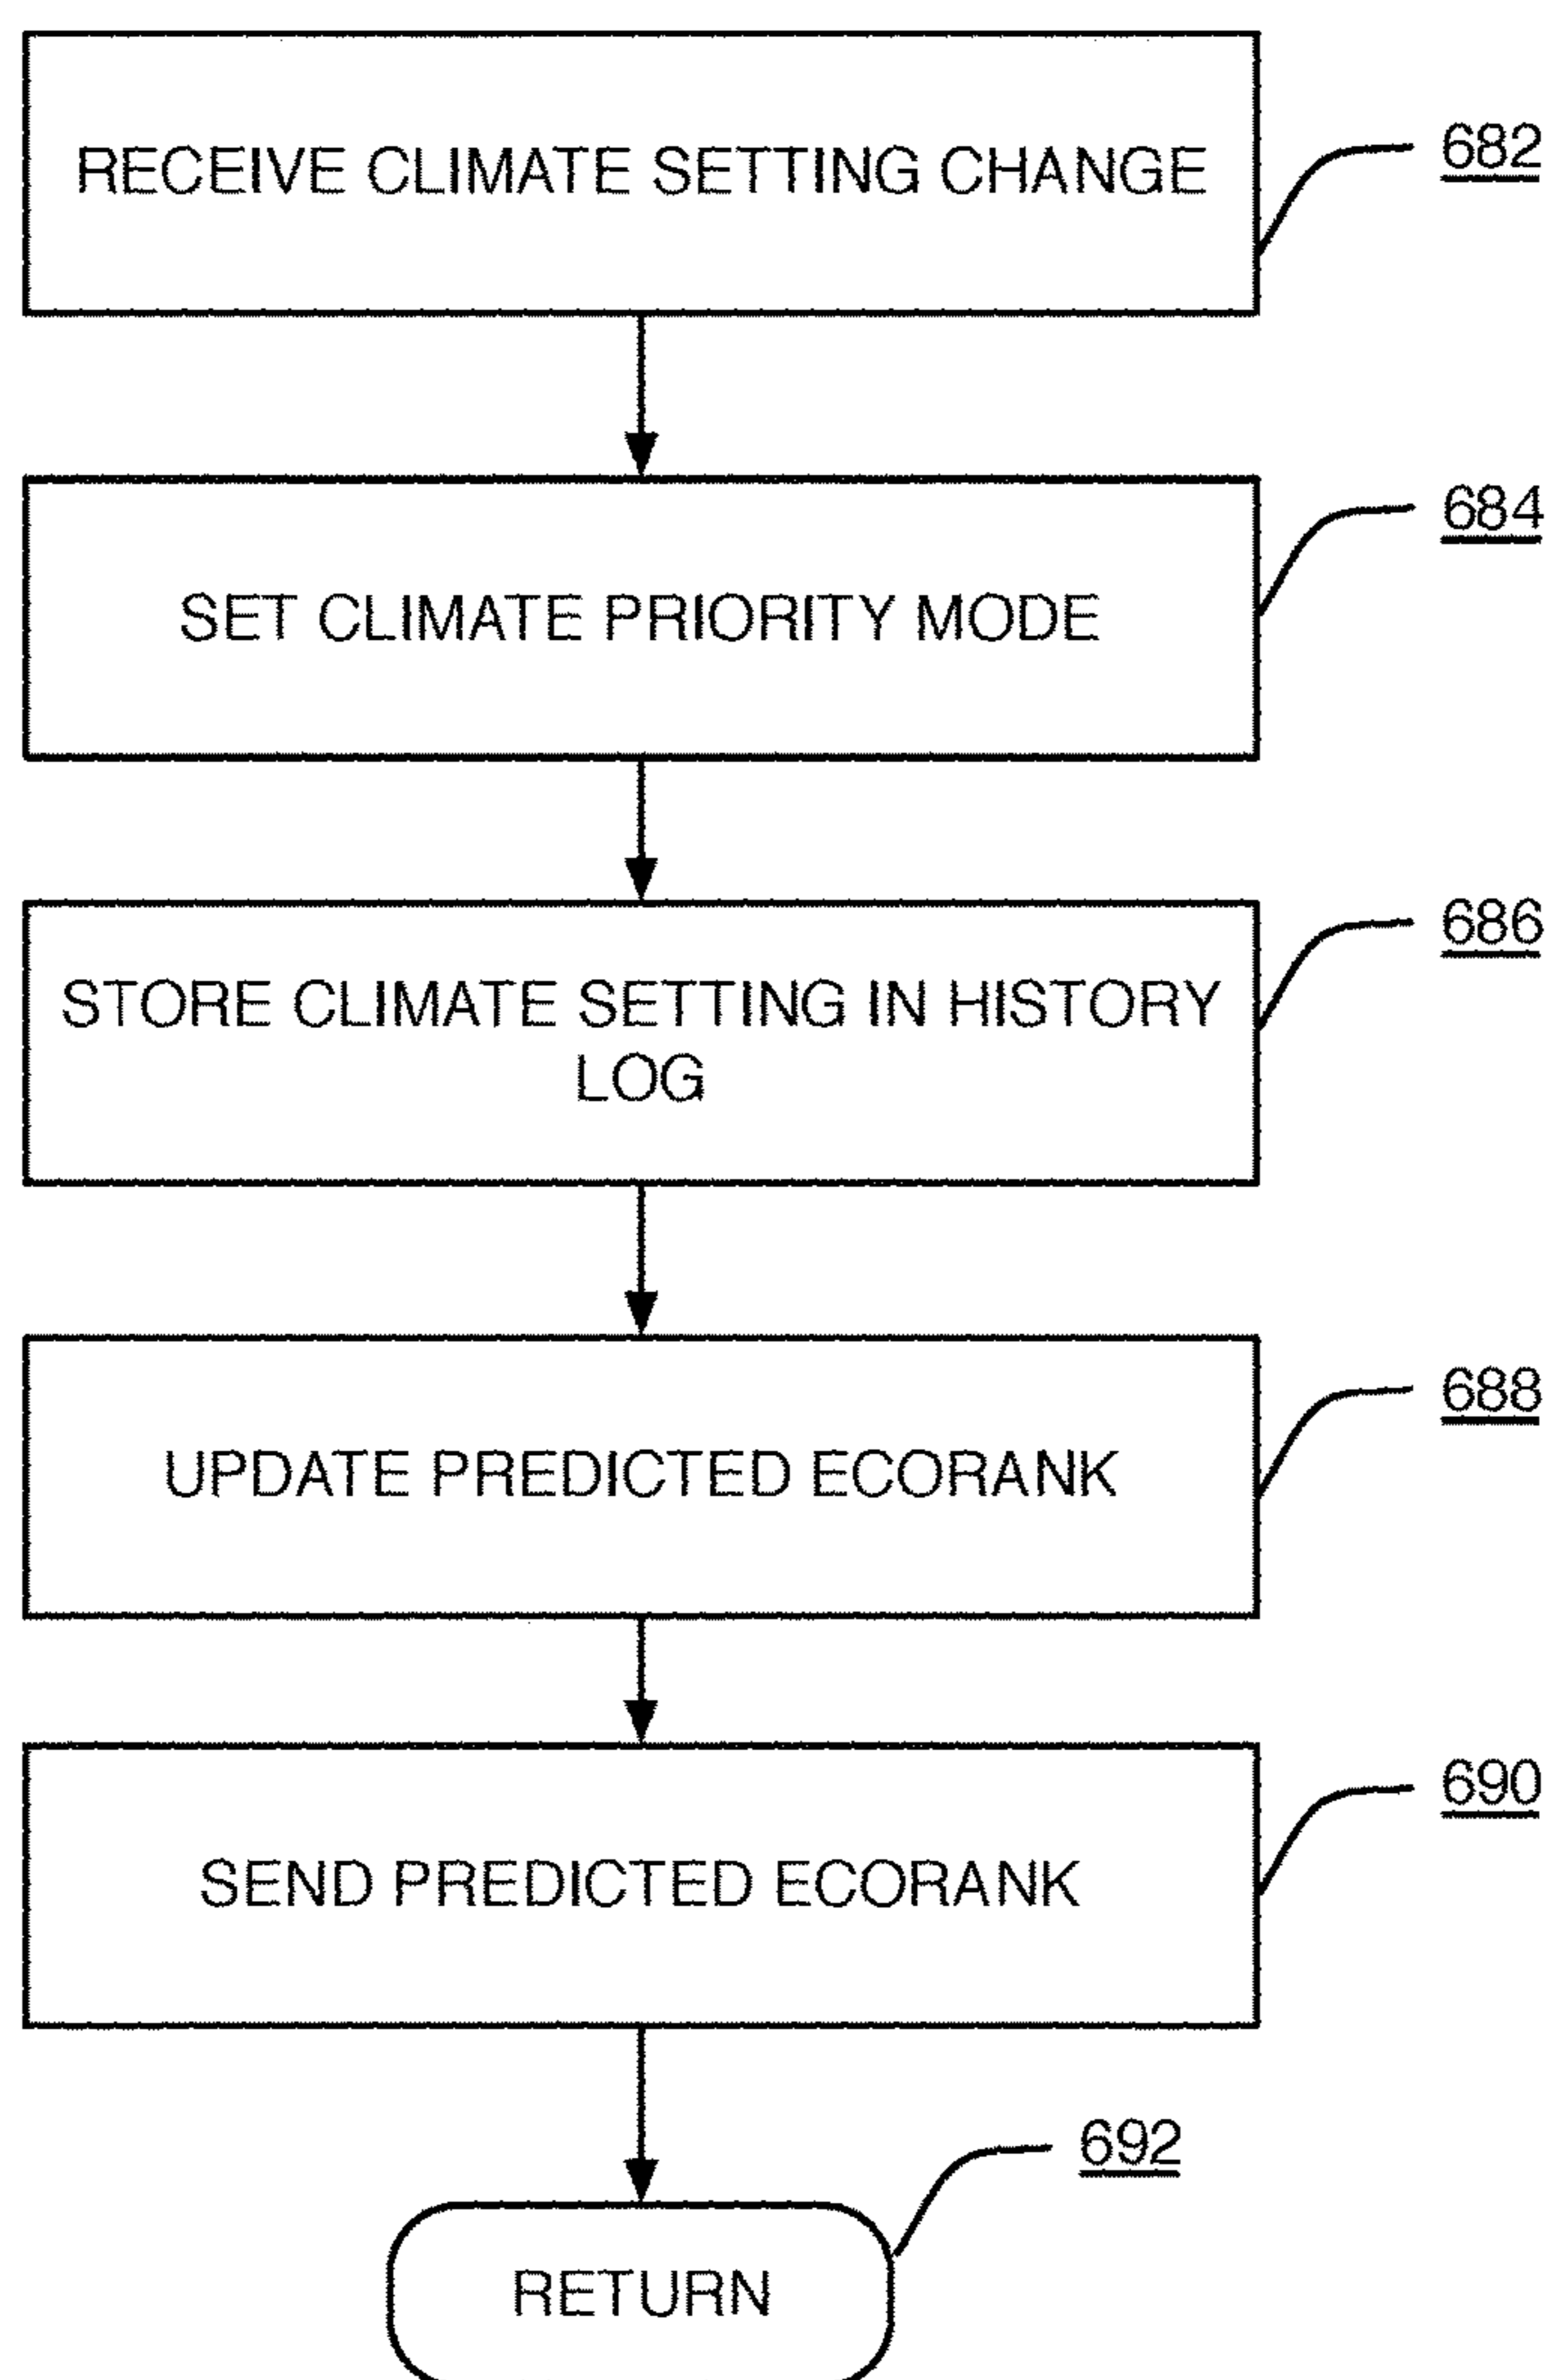 RECEIVE CLIMATE SETTING CHANGE
682
SET CLIMATE PRIORITY MODE
684
STORE CLIMATE SETTING IN HISTORY
LOG
686
UPDATE PREDICTED ECORANK
688
SEND PREDICTED ECORANK
690
RETURN
692